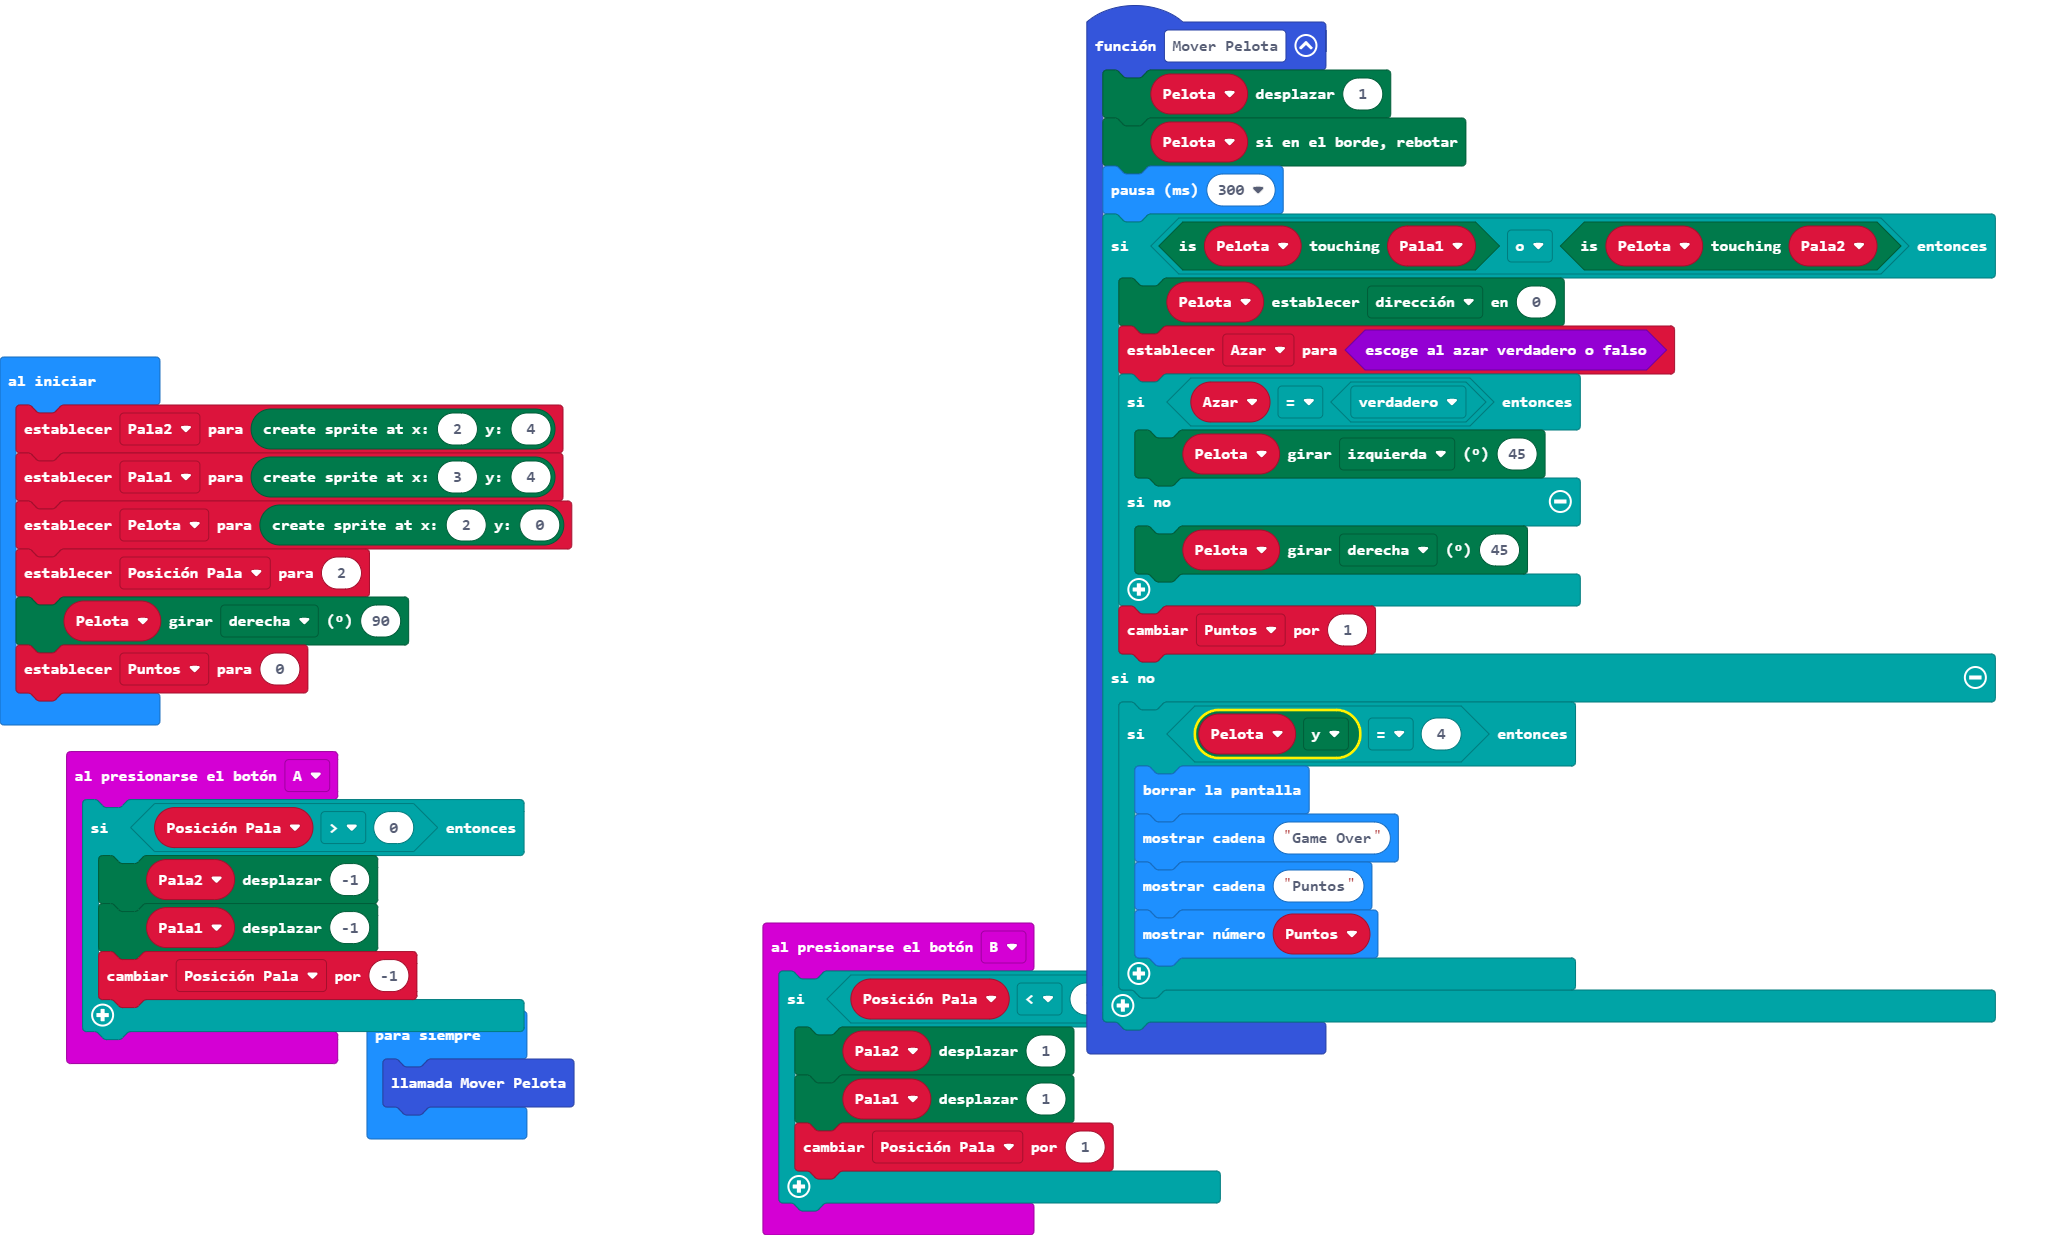 al iniciar
establecer Pala2 para create sprite at x: 2 y: 4
establecer Pala1 para create sprite at x: 3 y: 4
establecer Pelota para create sprite at x: 2 y: 0
establecer Posición Pala para 2
Pelota girar derecha (º) 90
establecer Puntos para 0
al presionarse el botón A
si Posición Pala > 0 entonces
Pala2 desplazar -1
Pala1 desplazar -1
cambiar Posición Pala por -1
para siempre
llamada Mover Pelota
al presionarse el botón B
si Posición Pala <
Pala2 desplazar 1
Pala1 desplazar 1
cambiar Posición Pala por 1
función Mover Pelota
Pelota desplazar 1
Pelota si en el borde, rebotar
pausa (ms) 300
si is Pelota touching Pala1 o is Pelota touching Pala2 entonces
Pelota establecer dirección en 0
establecer Azar para escoge al azar verdadero o falso
si Azar = verdadero entonces
Pelota girar izquierda (º) 45
si no
Pelota girar derecha (º) 45
cambiar Puntos por 1
si no
si Pelota y = 4 entonces
borrar la pantalla
mostrar cadena "Game Over"
mostrar cadena "Puntos"
mostrar número Puntos